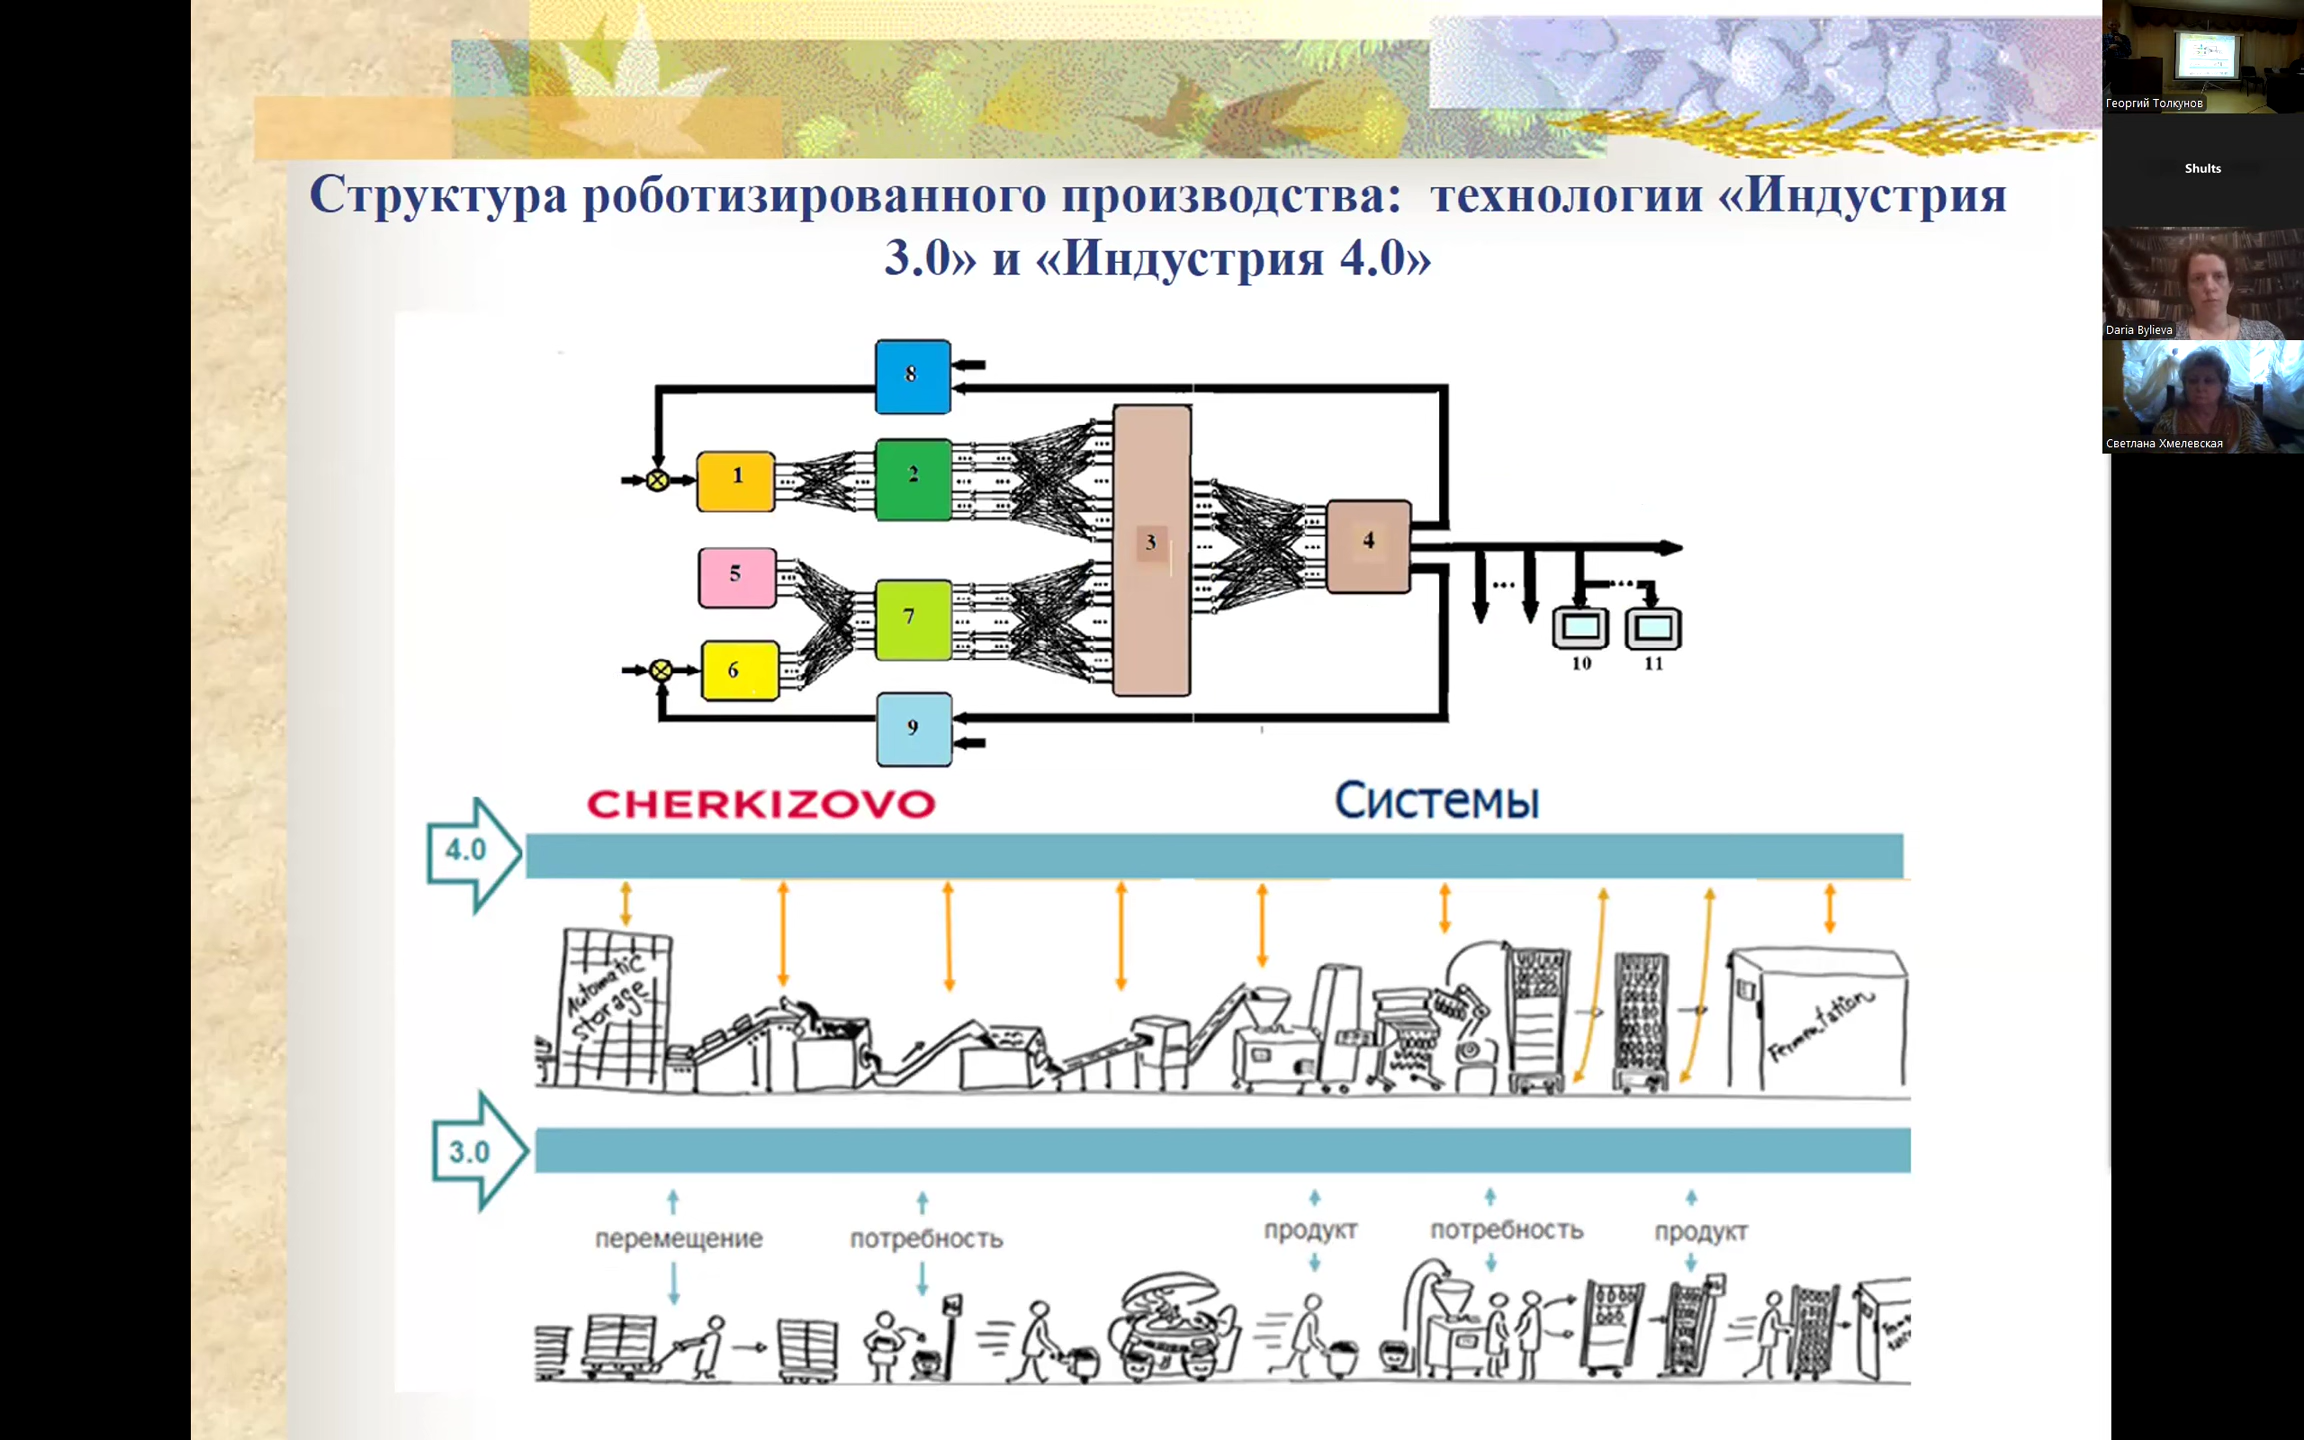 Структура роботизированного производства: технологии «Индустрия
3.0» и «Индустрия 4.0»
8
1
2
3
4
5
6
7
9
10
11
CHERKIZOVO
Системы
4.0
Automatic
storage
Fermentation
3.0
перемещение
потребность
продукт
потребность
продукт
Георгий Толкунов
Shults
Daria Bylieva
Светлана Хмелевская